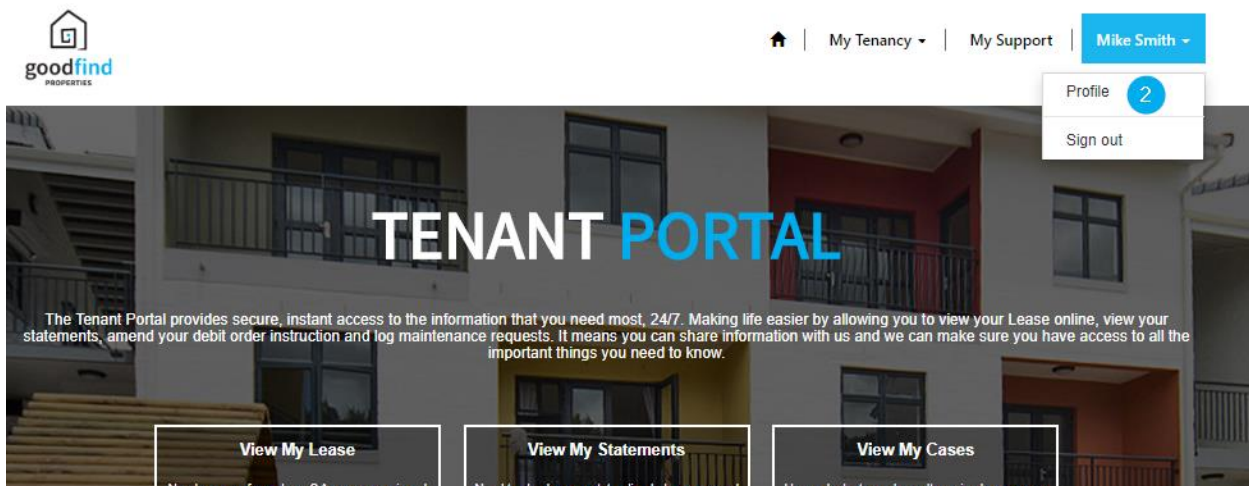 goodfind
PROPERTIES
My Tenancy
My Support
Mike Smith
Profile
2
Sign out
TENANT PORTAL
The Tenant Portal provides secure, instant access to the information that you need most, 24/7. Making life easier by allowing you to view your Lease online, view your
statements, amend your debit order instruction and log maintenance requests. It means you can share information with us and we can make sure you have access to all the
important things you need to know.
View My Lease
View My Statements
View My Cases